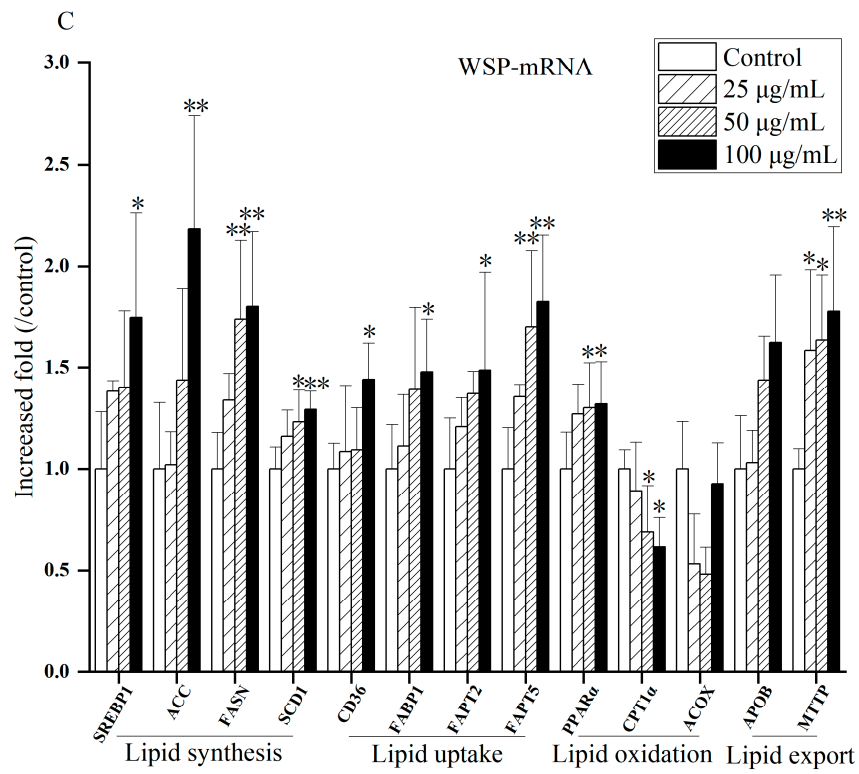 C
WSP-mRNA
Control
25 μg/mL
50 μg/mL
100 μg/mL
Increeased fold (/control)
3.0
2.5
2.0
1.5
1.0
0.5
0.0
*
**
**
**
*
**
*
*
*
**
**
*
*
*
*
*
*
**
SREBP1
ACC
FASN
SCD1
CD36
FABP1
FAPT2
FAPT5
PPARα
CPT1α
ACOX
APOB
MTTP
Lipid synthesis
Lipid uptake
Lipid oxidation
Lipid export